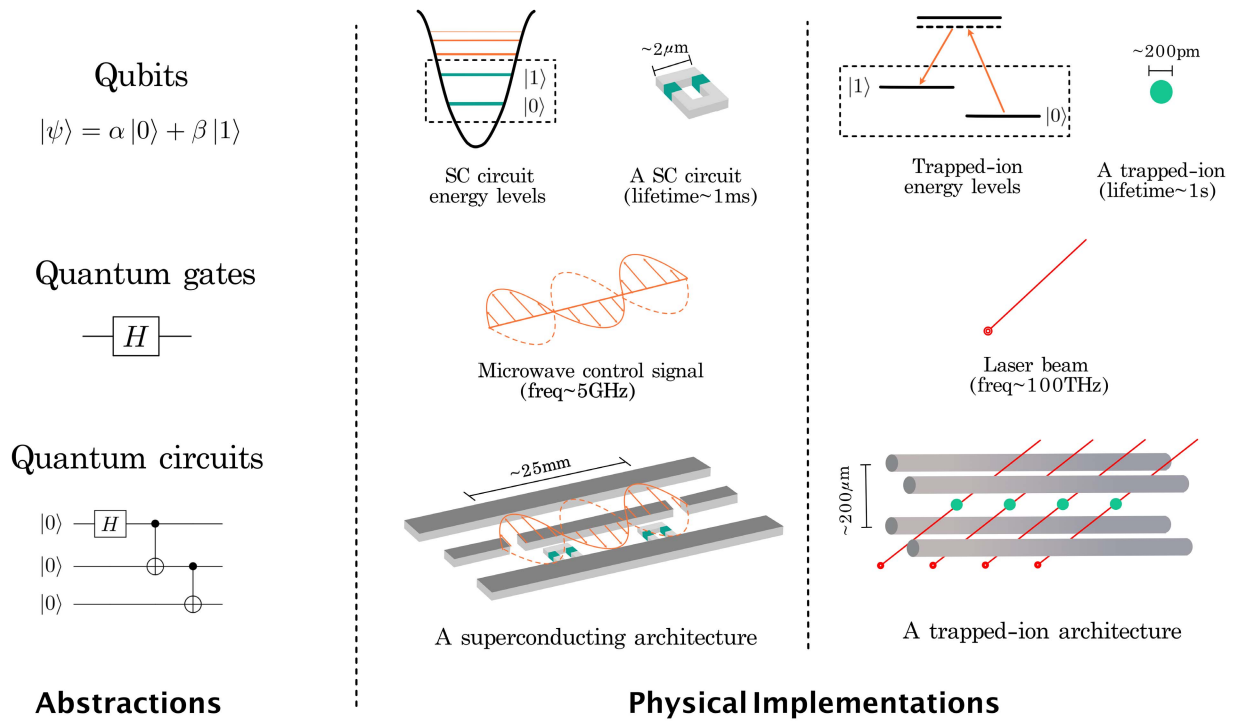 Qubits
|ψ⟩ = α|0⟩ + β|1⟩
|1⟩
|0⟩
SC circuit
energy levels
~2μm
A SC circuit
(lifetime~1ms)
|1⟩
|0⟩
Trapped-ion
energy levels
~200pm
A trapped-ion
(lifetime~1s)
Quantum gates
H
Microwave control signal
(freq~5GHz)
Laser beam
(freq~100THz)
Quantum circuits
|0⟩ H
|0⟩
|0⟩
~25mm
A superconducting architecture
~200μm
A trapped-ion architecture
Abstractions
Physical Implementations